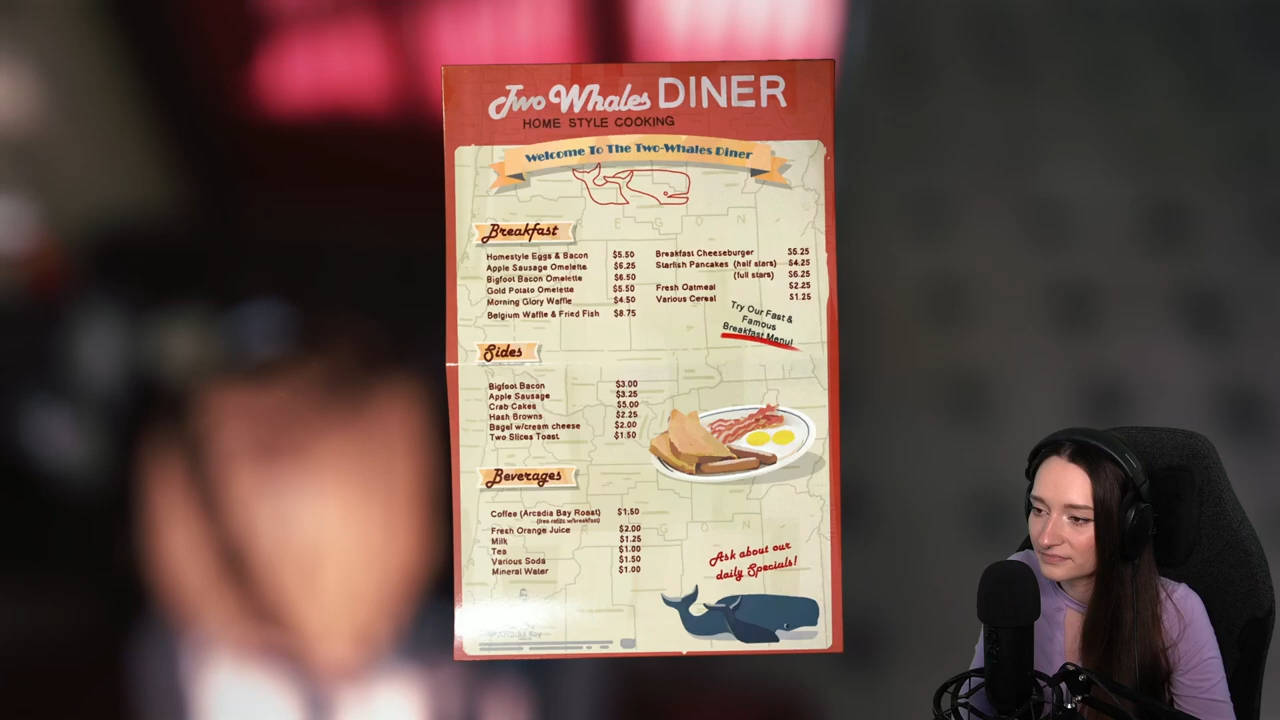 Two Whales DINER
HOME STYLE COOKING
Welcome To The Two-Whales Diner
EGON
Breakfast
Homestyle Eggs & Bacon $5.50
Apple Sausage Omelette $6.25
Bigfoot Bacon Omelette $6.50
Gold Potato Omelette $5.50
Morning Glory Waffle $4.50
Belgium Waffle & Fried Fish $8.75
Breakfast Cheeseburger $6.25
Starfish Pancakes (half stars) $4.25
(full stars) $6.25
Fresh Oatmeal $2.25
Various Cereal $1.25
Try Our Fast &
Famous
Breakfast Menu!
Sides
Bigfoot Bacon $3.00
Apple Sausage $3.25
Crab Cakes $5.00
Hash Browns $2.25
Bagel w/cream cheese $2.00
Two Slices Toast $1.50
Beverages
Coffee (Arcadia Bay Roast) $1.50
(free refills w/breakfast)
Fresh Orange Juice $2.00
Milk $1.25
Tea $1.00
Various Soda $1.50
Mineral Water $1.00
Ask about our
daily Specials!